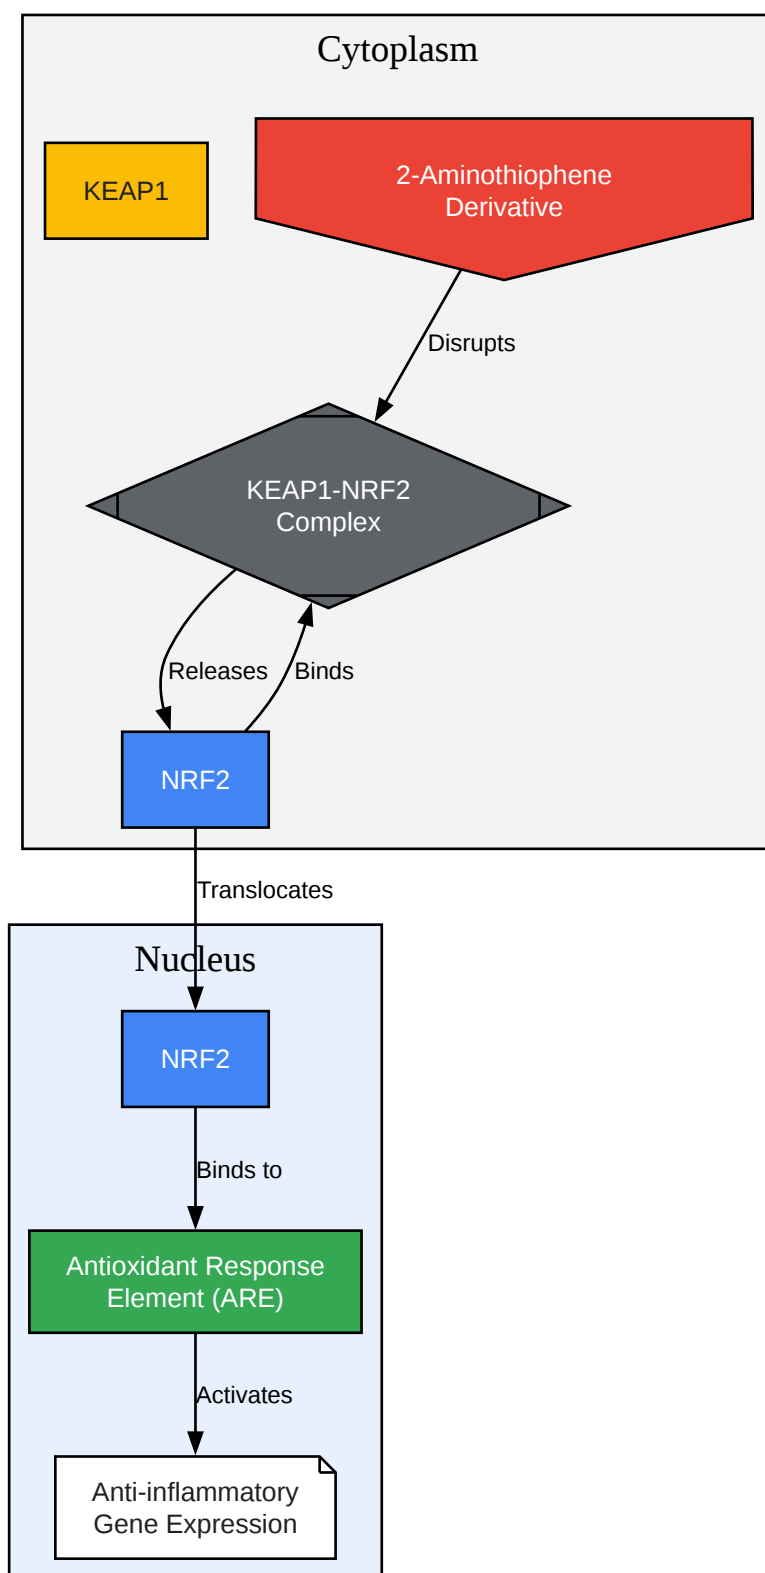 Cytoplasm
KEAP1
2-Aminothiophene
Derivative
Disrupts
KEAP1-NRF2
Complex
Releases
Binds
NRF2
Translocates
Nucleus
NRF2
Binds to
Antioxidant Response
Element (ARE)
Activates
Anti-inflammatory
Gene Expression